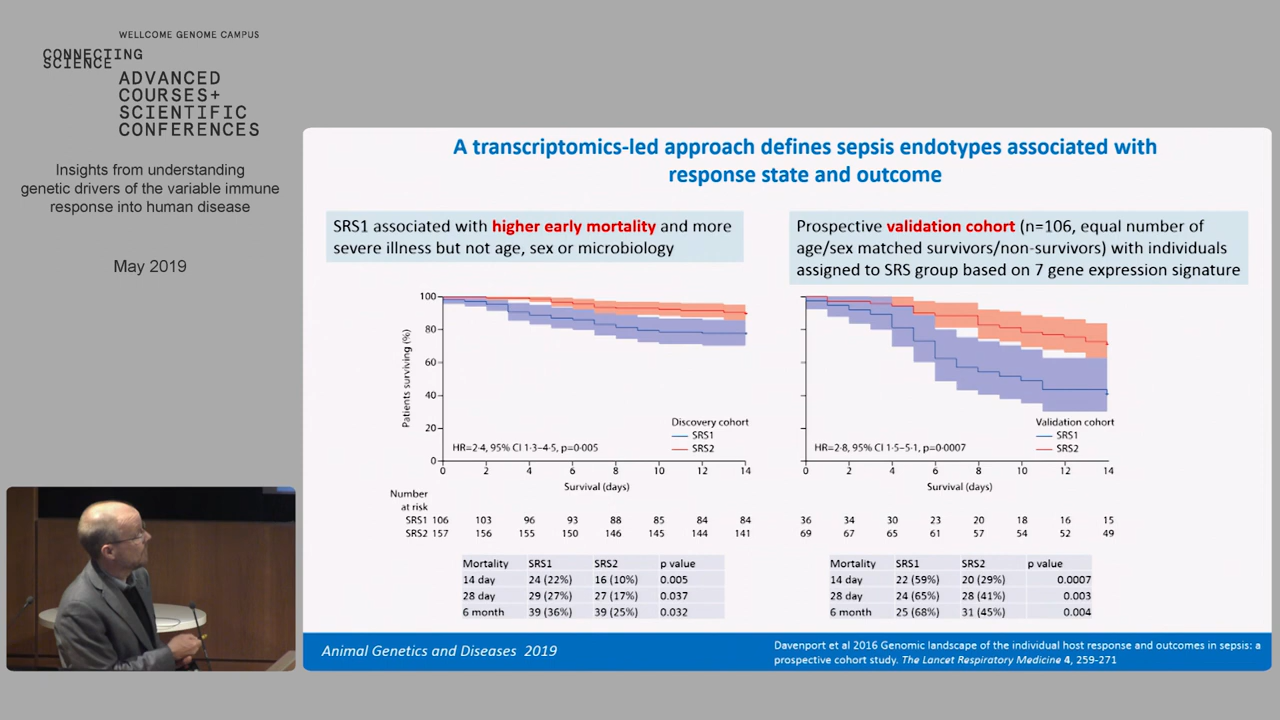 WELLCOME GENOME CAMPUS
CONNECTING
SCIENCE
ADVANCED
COURSES+
SCIENTIFIC
CONFERENCES
Insights from understanding
genetic drivers of the variable immune
response into human disease
May 2019
A transcriptomics-led approach defines sepsis endotypes associated with
response state and outcome
SRS1 associated with higher early mortality and more
severe illness but not age, sex or microbiology
Prospective validation cohort (n=106, equal number of
age/sex matched survivors/non-survivors) with individuals
assigned to SRS group based on 7 gene expression signature
Patients surviving (%)
100
80
60
40
20
0
Discovery cohort
SRS1
SRS2
HR=2·4, 95% CI 1·3–4·5, p=0·005
0 2 4 6 8 10 12 14
Survival (days)
Number
at risk
SRS1 106 103 96 93 88 85 84 84
SRS2 157 156 155 150 146 145 144 141
Validation cohort
SRS1
SRS2
HR=2·8, 95% CI 1·5–5·1, p=0·0007
0 2 4 6 8 10 12 14
Survival (days)
36 34 30 23 20 18 16 15
69 67 65 61 57 54 52 49
Mortality SRS1 SRS2 p value
14 day 24 (22%) 16 (10%) 0.005
28 day 29 (27%) 27 (17%) 0.037
6 month 39 (36%) 39 (25%) 0.032
Mortality SRS1 SRS2 p value
14 day 22 (59%) 20 (29%) 0.0007
28 day 24 (65%) 28 (41%) 0.003
6 month 25 (68%) 31 (45%) 0.004
Animal Genetics and Diseases 2019
Davenport et al 2016 Genomic landscape of the individual host response and outcomes in sepsis: a
prospective cohort study. The Lancet Respiratory Medicine 4, 259-271